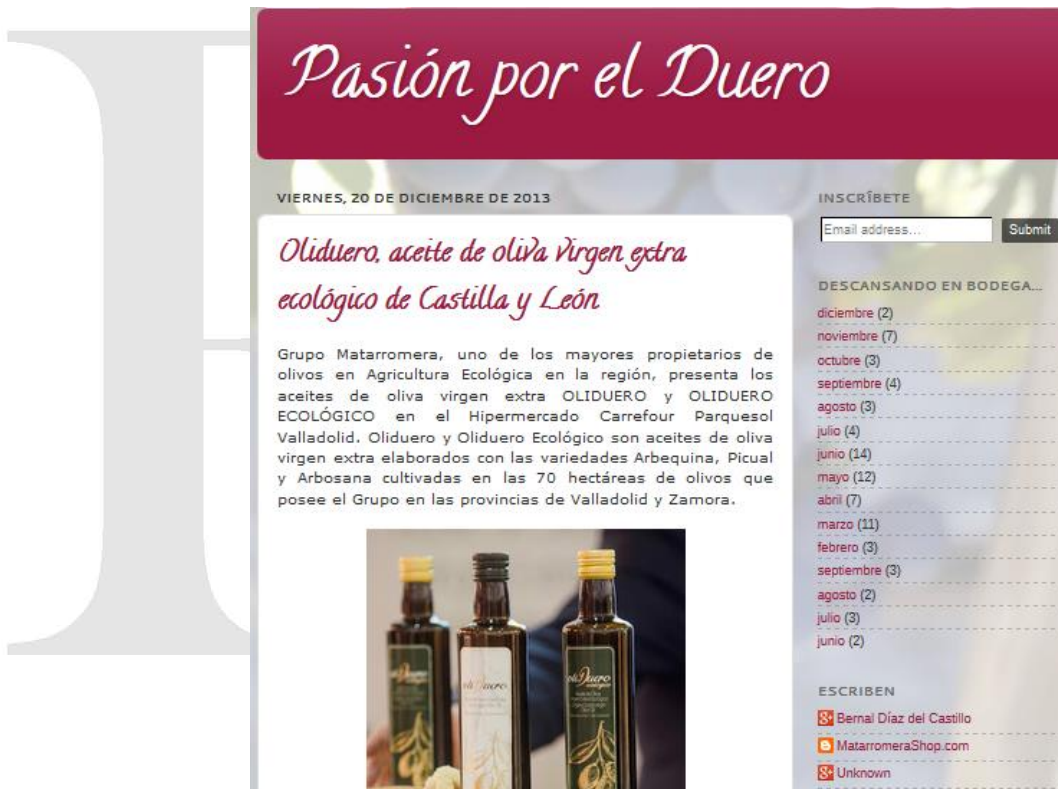 Pasión por el Duero
VIERNES, 20 DE DICIEMBRE DE 2013
Oliduero, aceite de oliva virgen extra
ecológico de Castilla y León
Grupo Matarromera, uno de los mayores propietarios de
olivos en Agricultura Ecológica en la región, presenta los
aceites de oliva virgen extra OLIDUERO y OLIDUERO
ECOLÓGICO en el Hipermercado Carrefour Parquesol
Valladolid. Oliduero y Oliduero Ecológico son aceites de oliva
virgen extra elaborados con las variedades Arbequina, Picual
y Arbosana cultivadas en las 70 hectáreas de olivos que
posee el Grupo en las provincias de Valladolid y Zamora.
oliDuero
oliDuero
INSCRÍBETE
Email address...
Submit
DESCANSANDO EN BODEGA...
diciembre (2)
noviembre (7)
octubre (3)
septiembre (4)
agosto (3)
julio (4)
junio (14)
mayo (12)
abril (7)
marzo (11)
febrero (3)
septiembre (3)
agosto (2)
julio (3)
junio (2)
ESCRIBEN
Bernal Díaz del Castillo
MatarromeraShop.com
Unknown